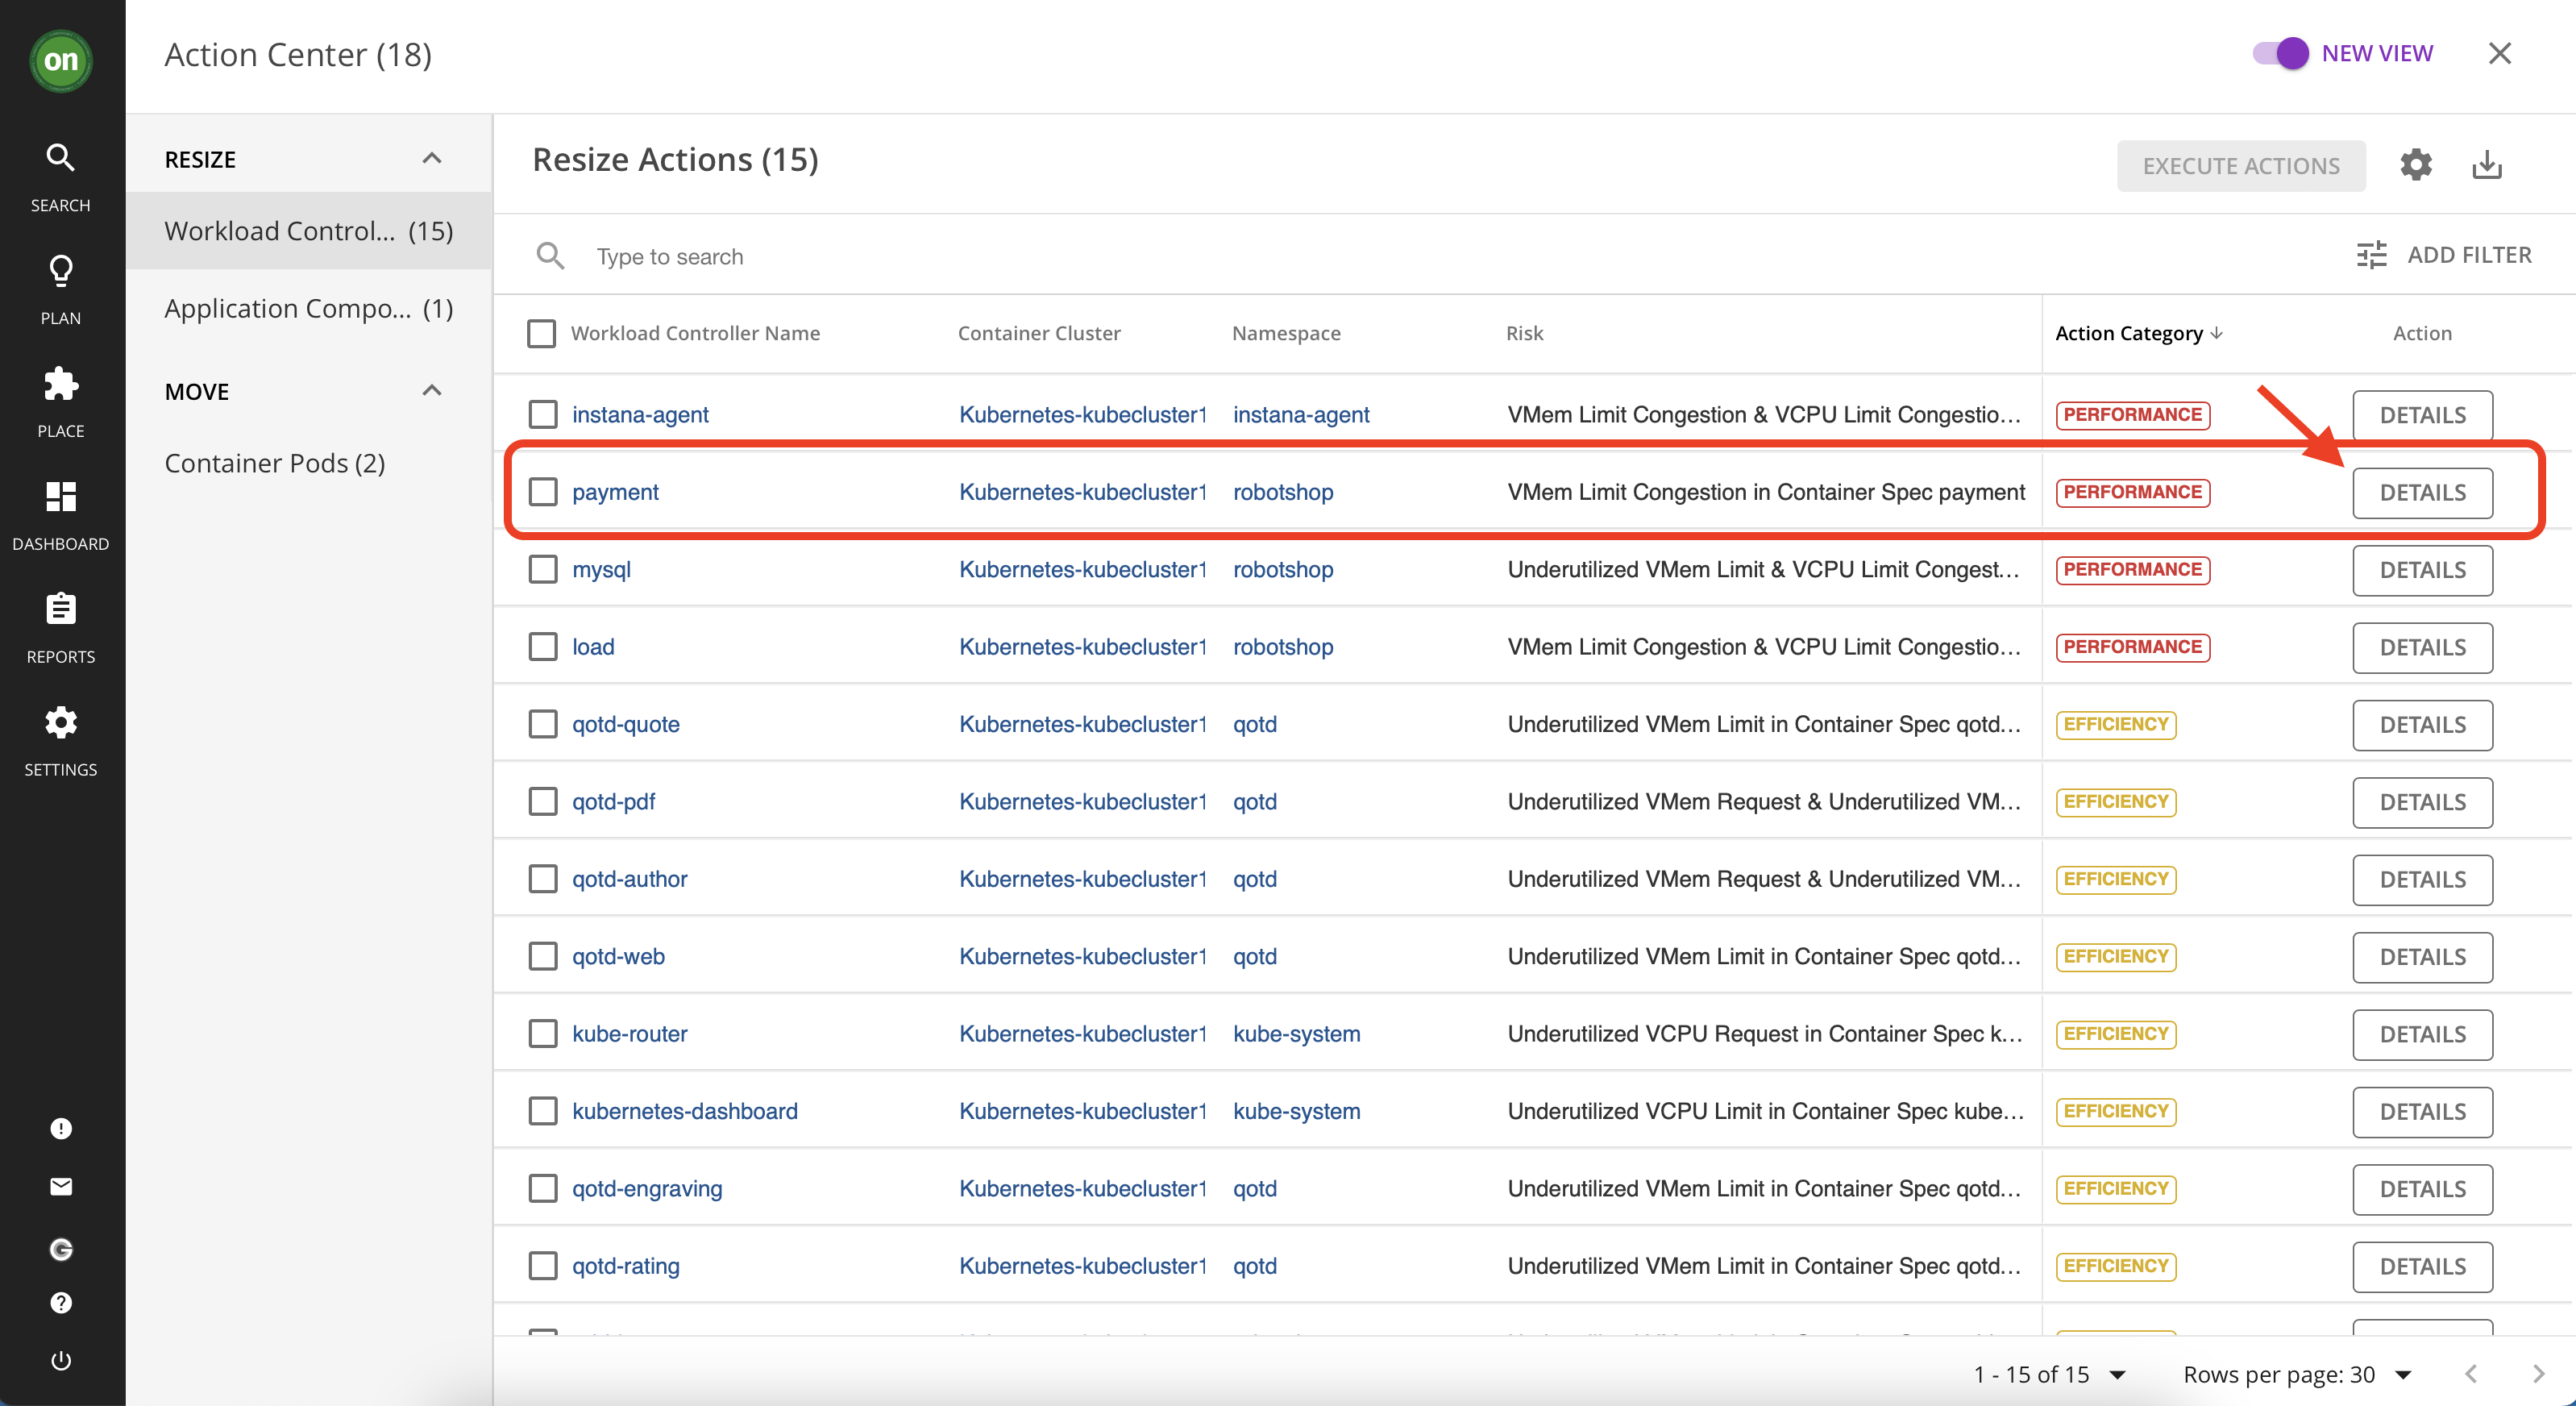 on
SEARCH
PLAN
PLACE
DASHBOARD
REPORTS
SETTINGS
Action Center (18)
NEW VIEW
RESIZE
Workload Control... (15)
Application Compo... (1)
MOVE
Container Pods (2)
Resize Actions (15)
EXECUTE ACTIONS
Type to search
ADD FILTER
Workload Controller Name Container Cluster Namespace Risk Action Category Action
instana-agent Kubernetes-kubecluster1 instana-agent VMem Limit Congestion & VCPU Limit Congestio... PERFORMANCE DETAILS
payment Kubernetes-kubecluster1 robotshop VMem Limit Congestion in Container Spec payment PERFORMANCE DETAILS
mysql Kubernetes-kubecluster1 robotshop Underutilized VMem Limit & VCPU Limit Congest... PERFORMANCE DETAILS
load Kubernetes-kubecluster1 robotshop VMem Limit Congestion & VCPU Limit Congestio... PERFORMANCE DETAILS
qotd-quote Kubernetes-kubecluster1 qotd Underutilized VMem Limit in Container Spec qotd... EFFICIENCY DETAILS
qotd-pdf Kubernetes-kubecluster1 qotd Underutilized VMem Request & Underutilized VM... EFFICIENCY DETAILS
qotd-author Kubernetes-kubecluster1 qotd Underutilized VMem Request & Underutilized VM... EFFICIENCY DETAILS
qotd-web Kubernetes-kubecluster1 qotd Underutilized VMem Limit in Container Spec qotd... EFFICIENCY DETAILS
kube-router Kubernetes-kubecluster1 kube-system Underutilized VCPU Request in Container Spec k... EFFICIENCY DETAILS
kubernetes-dashboard Kubernetes-kubecluster1 kube-system Underutilized VCPU Limit in Container Spec kube... EFFICIENCY DETAILS
qotd-engraving Kubernetes-kubecluster1 qotd Underutilized VMem Limit in Container Spec qotd... EFFICIENCY DETAILS
qotd-rating Kubernetes-kubecluster1 qotd Underutilized VMem Limit in Container Spec qotd... EFFICIENCY DETAILS
1 - 15 of 15 Rows per page: 30